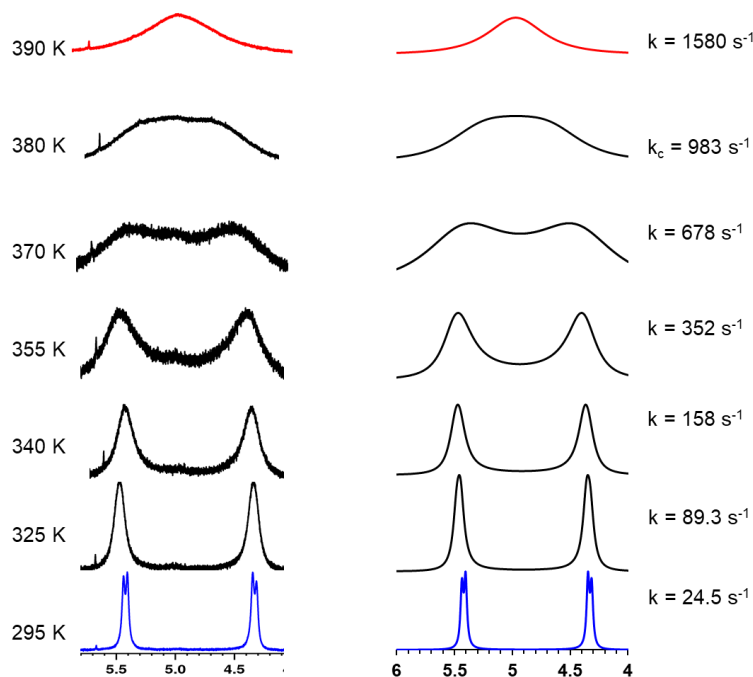 390 K
k = 1580 s-1
380 K
kc = 983 s-1
370 K
k = 678 s-1
355 K
k = 352 s-1
340 K
k = 158 s-1
325 K
k = 89.3 s-1
295 K
k = 24.5 s-1
5.5 5.0 4.5
6 5.5 5 4.5 4